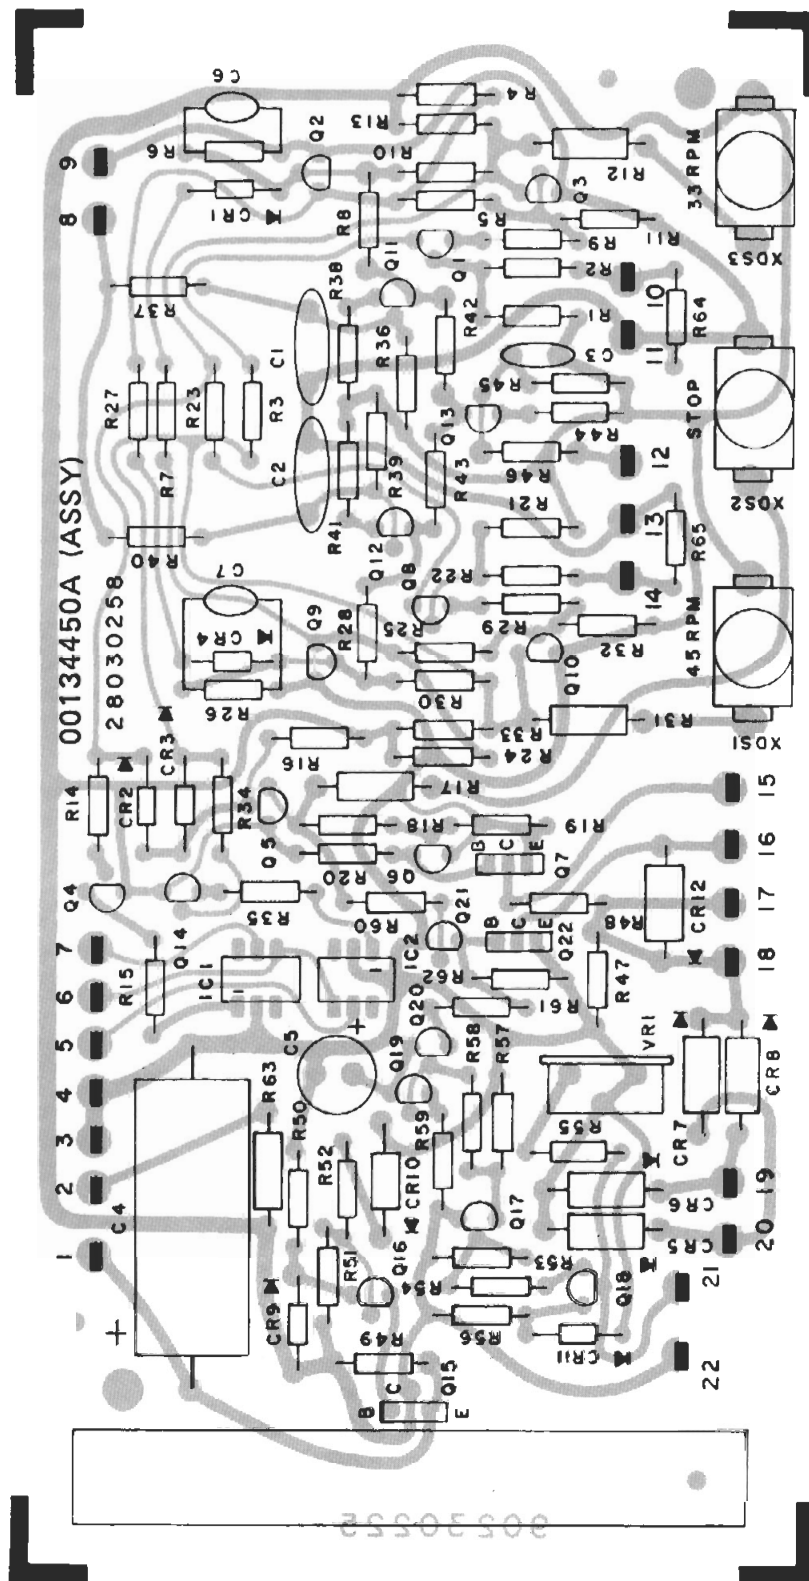 C6
R4
R13
Q2
R6
R10
9
R12
33 RPM
CR1
Q3
8
R8
R5
R11
R9
Q11
Q1
R2
XDS3
R38
10
R37
R42
R1
R64
R36
C1
C3
11
R45
R27
R23
R3
Q13
R44
STOP
R7
C2
R39
R43
R46
12
R41
R21
13
XDS2
R40
Q12
R65
C7
Q8
R22
14
00134450A (ASSY)
28030258
CR4
Q9
R28
R25
R29
R32
45RPM
R26
R30
Q10
CR3
R33
R31
XDS1
R16
R24
R14
CR2
R34
R17
15
Q5
R18
R19
R20
Q6
B C E
Q7
16
Q4
R35
R60
Q21
R48
CR12
17
7
Q14
IC1
1
IC2
1
B C E
Q22
R15
R62
R47
18
6
Q20
R61
5
C5
+
Q19
R58
R57
VR1
CR8
4
R63
R50
R59
R55
CR7
3
R52
2
CR10
CR6
19
C4
Q17
1
R51
Q16
R53
CR5
20
CR9
R54
Q18
21
+
R49
R56
CR11
22
B C E
Q15
90230225